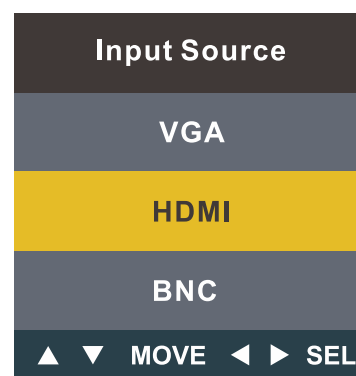 Input Source
VGA
HDMI
BNC
▲ ▼ MOVE ◀ ▶ SEL